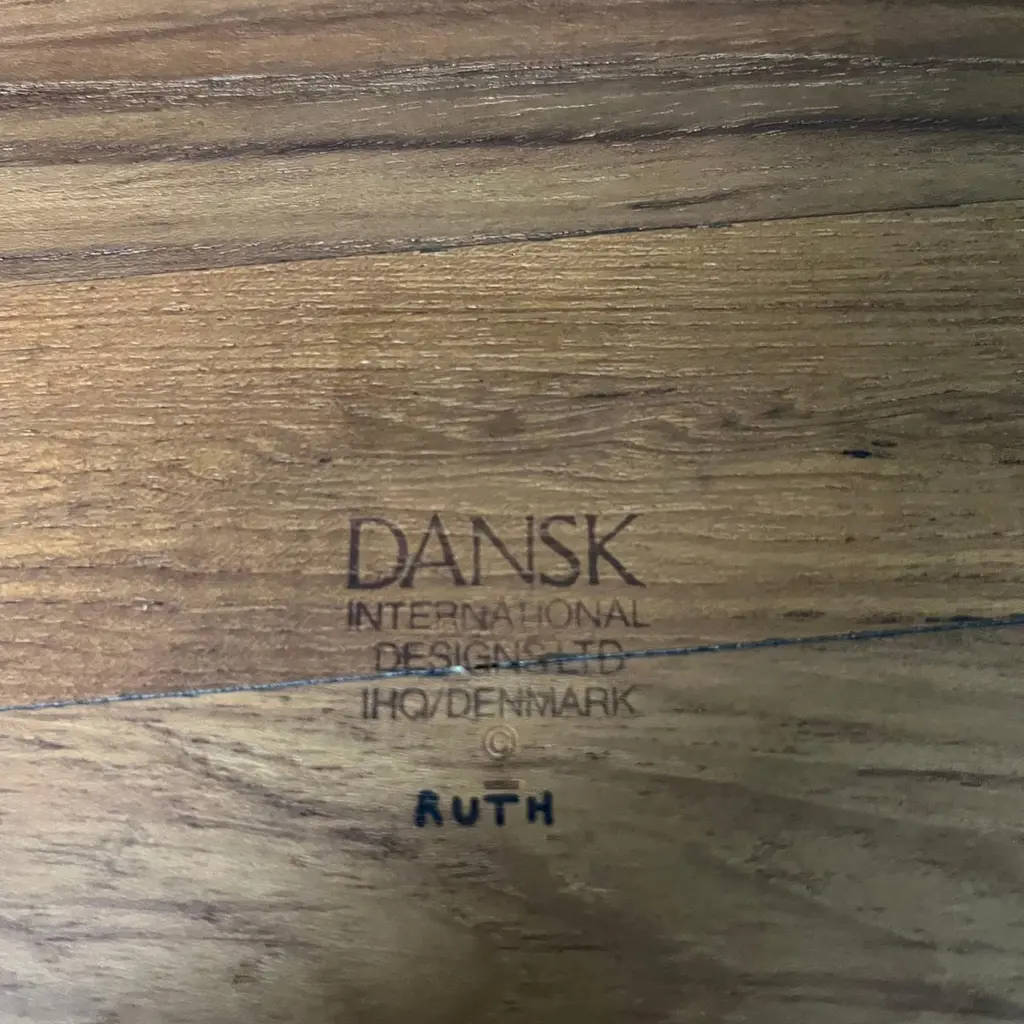 DANSK
INTERNATIONAL
DESIGNS LTD
IHQ/DENMARK
©
RUTH